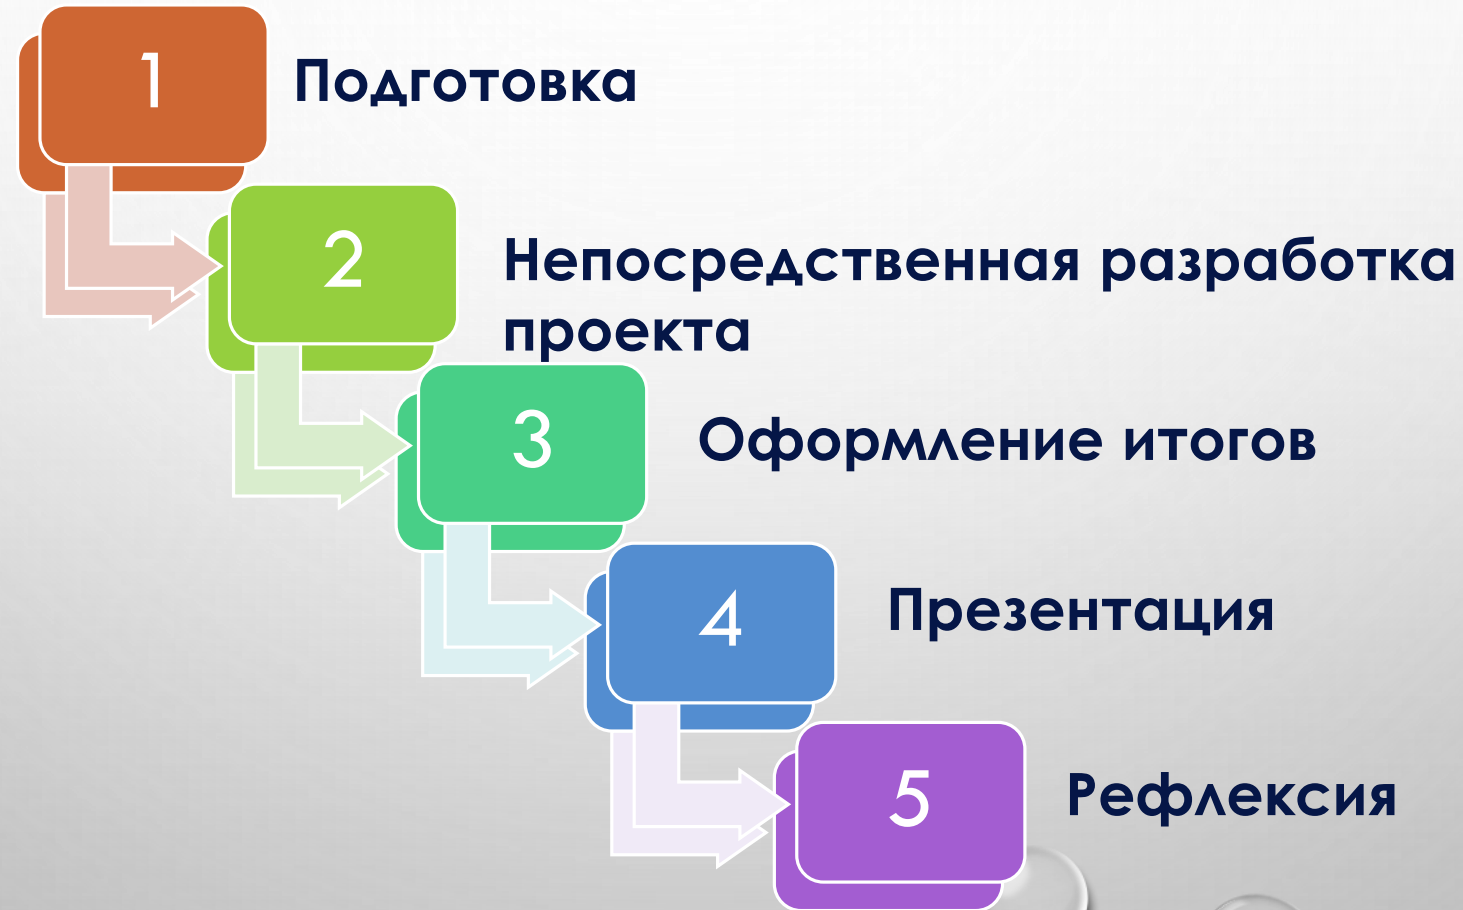 1
Подготовка
2
Непосредственная разработка
проекта
3
Оформление итогов
4
Презентация
5
Рефлексия